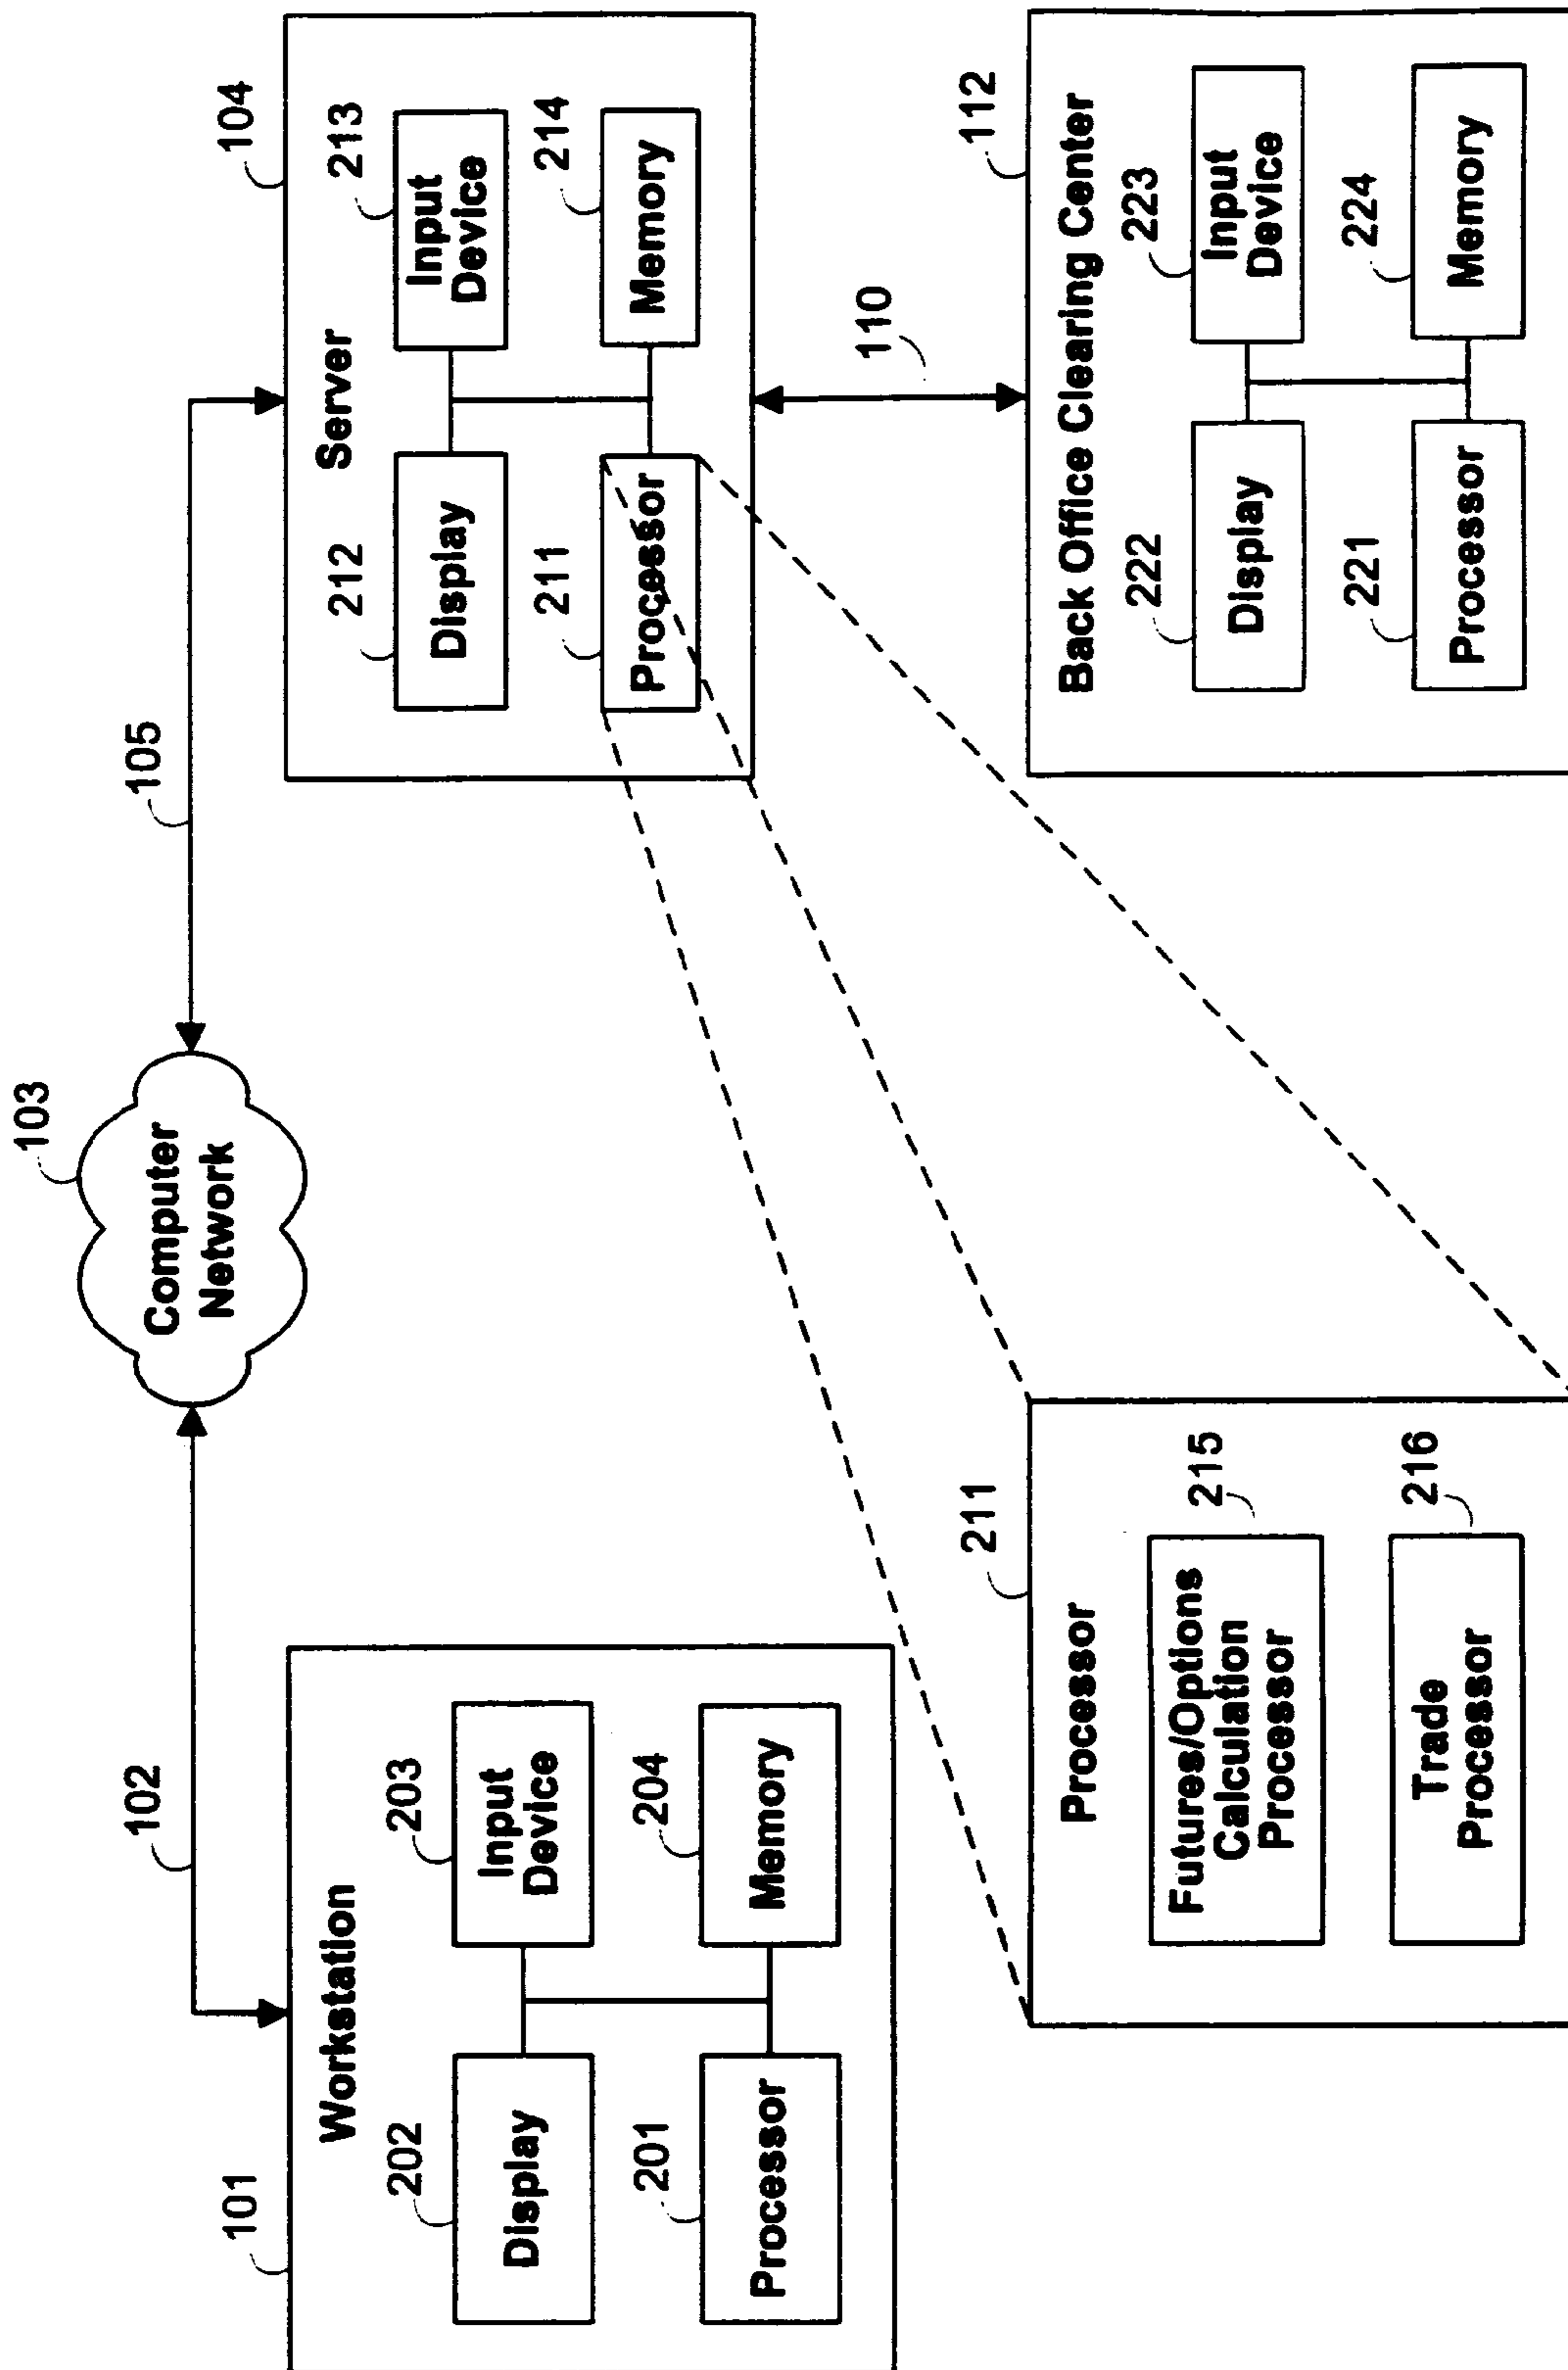 103
Computer
Network
102
105
101
Workstation
202
Display
203
Input
Device
201
Processor
204
Memory
104
Server
212
Display
213
Input
Device
211
Processor
214
Memory
110
211
Processor
215
Futures/Options
Calculation
Processor
216
Trade
Processor
112
Back Office Clearing Center
222
Display
223
Input
Device
221
Processor
224
Memory